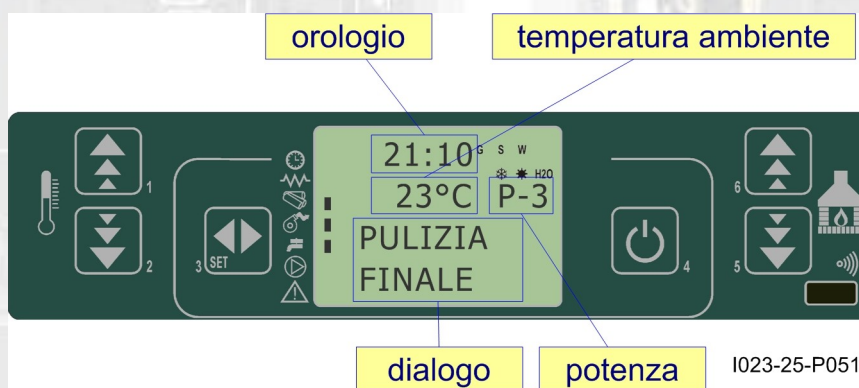 orologio
temperatura ambiente
21:10 G S W
H2O
23°C P-3
PULIZIA
FINALE
1
2
3 SET
4
5
6
dialogo
potenza
I023-25-P051